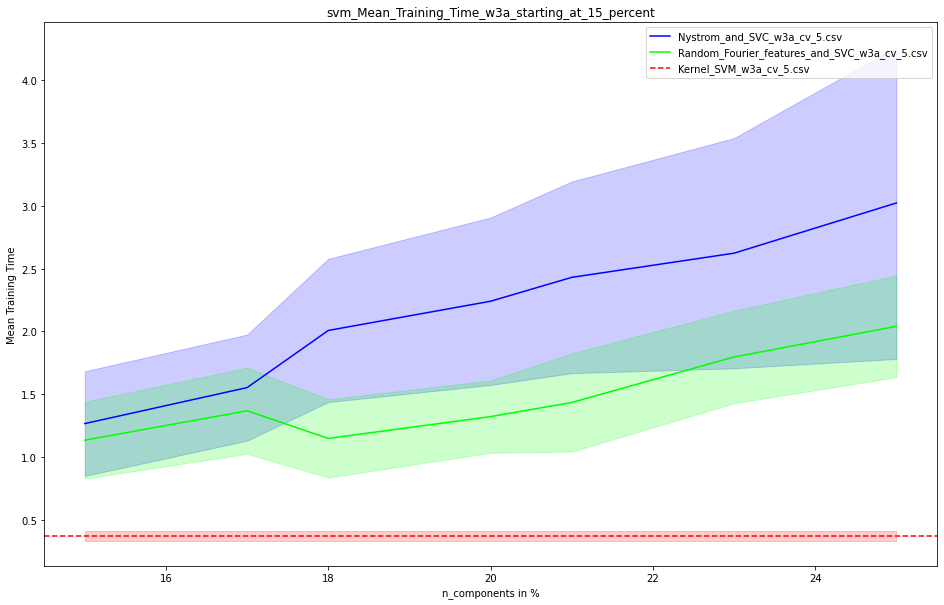 svm_Mean_Training_Time_w3a_starting_at_15_percent
Nystrom_and_SVC_w3a_cv_5.csv
Random_Fourier_features_and_SVC_w3a_cv_5.csv
Kernel_SVM_w3a_cv_5.csv
Mean Training Time
4.0
3.5
3.0
2.5
2.0
1.5
1.0
0.5
16 18 20 22 24
n_components in %